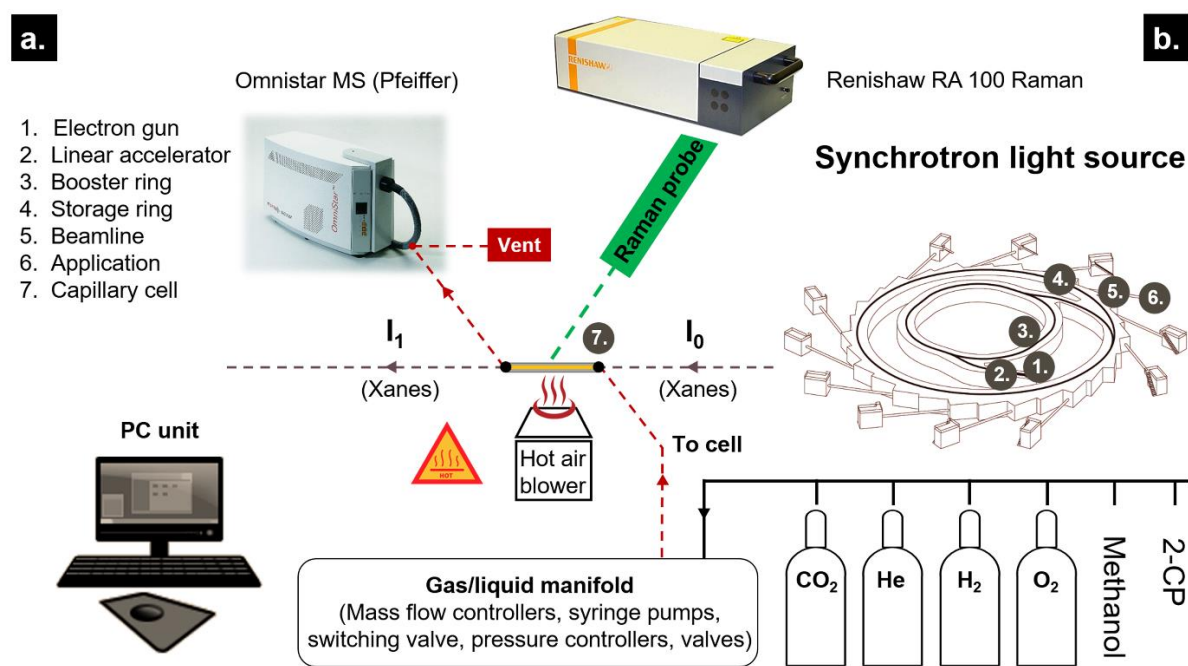 a.
b.
Omnistar MS (Pfeiffer)
Renishaw RA 100 Raman
RENISHAW
1. Electron gun
2. Linear accelerator
3. Booster ring
4. Storage ring
5. Beamline
6. Application
7. Capillary cell
OmniStar™
Vent
Raman probe
Synchrotron light source
4.
5.
6.
3.
2.
1.
7.
I1
I0
(Xanes)
(Xanes)
PC unit
HOT
Hot air
blower
To cell
Gas/liquid manifold
(Mass flow controllers, syringe pumps,
switching valve, pressure controllers, valves)
CO2
He
H2
O2
Methanol
2-CP